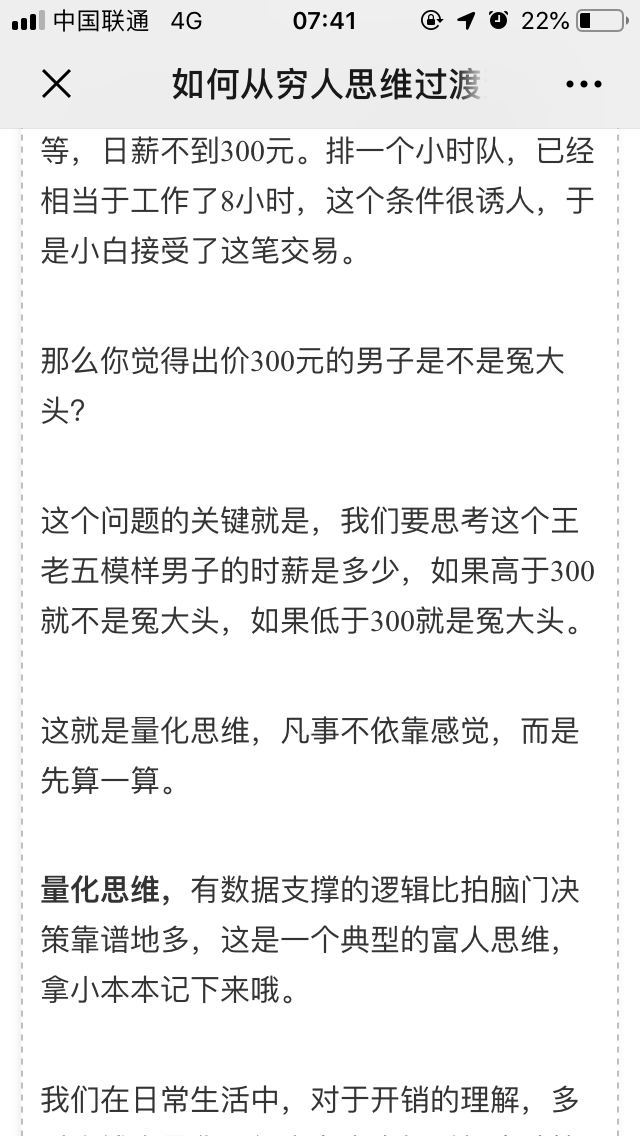 中国联通 4G 07:41 22%
如何从穷人思维过渡
等，日薪不到300元。排一个小时队，已经
相当于工作了8小时，这个条件很诱人，于
是小白接受了这笔交易。
那么你觉得出价300元的男子是不是冤大
头？
这个问题的关键就是，我们要思考这个王
老五模样男子的时薪是多少，如果高于300
就不是冤大头，如果低于300就是冤大头。
这就是量化思维，凡事不依靠感觉，而是
先算一算。
量化思维，有数据支撑的逻辑比拍脑门决
策靠谱地多，这是一个典型的富人思维，
拿小本本记下来哦。
我们在日常生活中，对于开销的理解，多